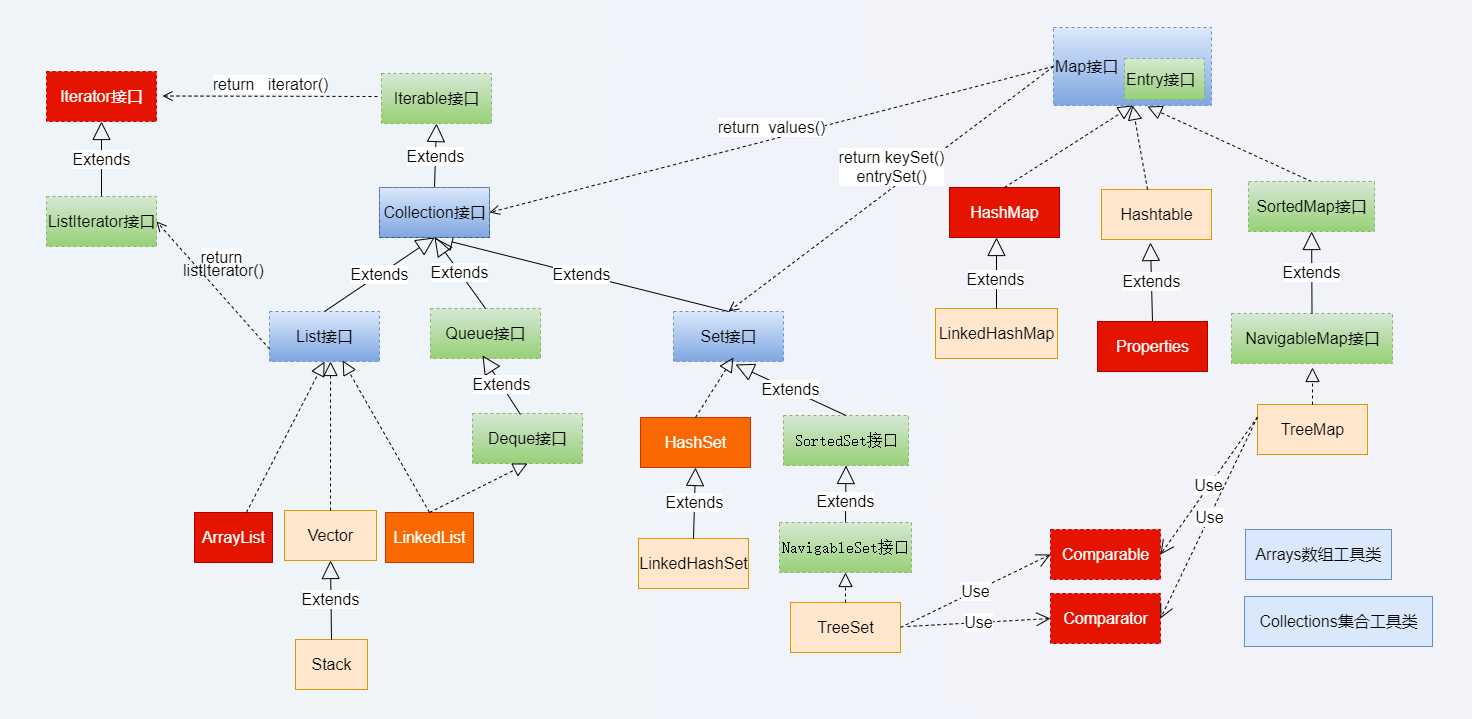 Map接口
Entry接口
Iterator接口
return iterator()
Iterable接口
return values()
Extends
Extends
return keySet()
entrySet()
ListIterator接口
Collection接口
HashMap
Hashtable
SortedMap接口
return
listIterator()
Extends
Extends
Extends
Extends
Extends
Extends
List接口
Queue接口
Set接口
LinkedHashMap
Properties
NavigableMap接口
Extends
Extends
Deque接口
HashSet
SortedSet接口
TreeMap
Extends
Extends
Use
Use
ArrayList
Vector
LinkedList
LinkedHashSet
NavigableSet接口
Comparable
Arrays数组工具类
Extends
Use
Use
TreeSet
Comparator
Collections集合工具类
Stack